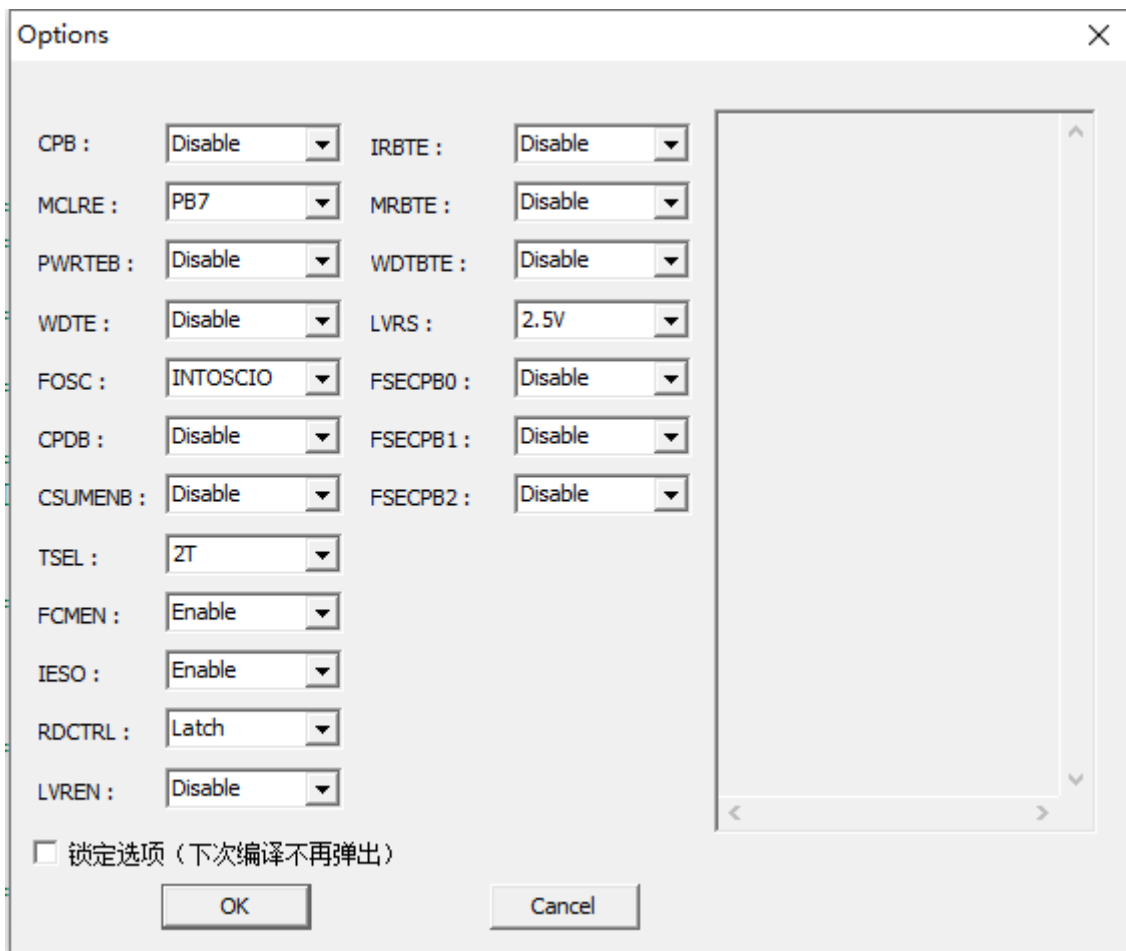 Options
CPB : Disable IRBTE : Disable
MCLRE : PB7 MRBTE : Disable
PWRTEB : Disable WDTBTE : Disable
WDTE : Disable LVRS : 2.5V
FOSC : INTOSCIO FSECPB0 : Disable
CPDB : Disable FSECPB1 : Disable
CSUMENB : Disable FSECPB2 : Disable
TSEL : 2T
FCMEN : Enable
IESO : Enable
RDCTRL : Latch
LVREN : Disable
锁定选项（下次编译不再弹出）
OK Cancel